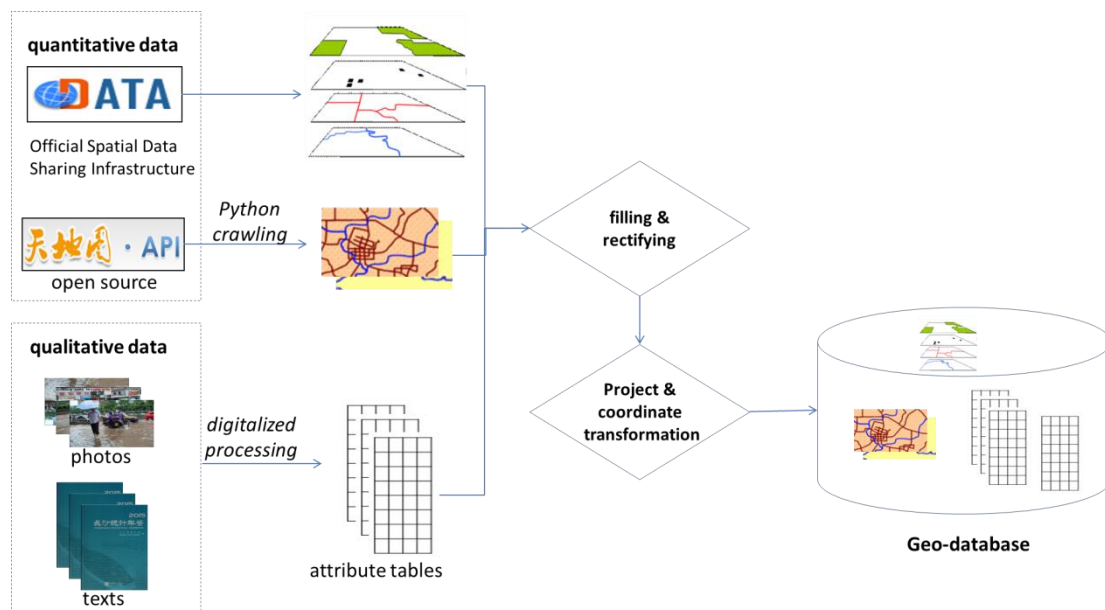 quantitative data
DATA
Official Spatial Data
Sharing Infrastructure
Python
crawling
天地图·API
open source
filling &
rectifying
qualitative data
photos
digitalized
processing
Project &
coordinate
transformation
2015
texts
attribute tables
Geo-database